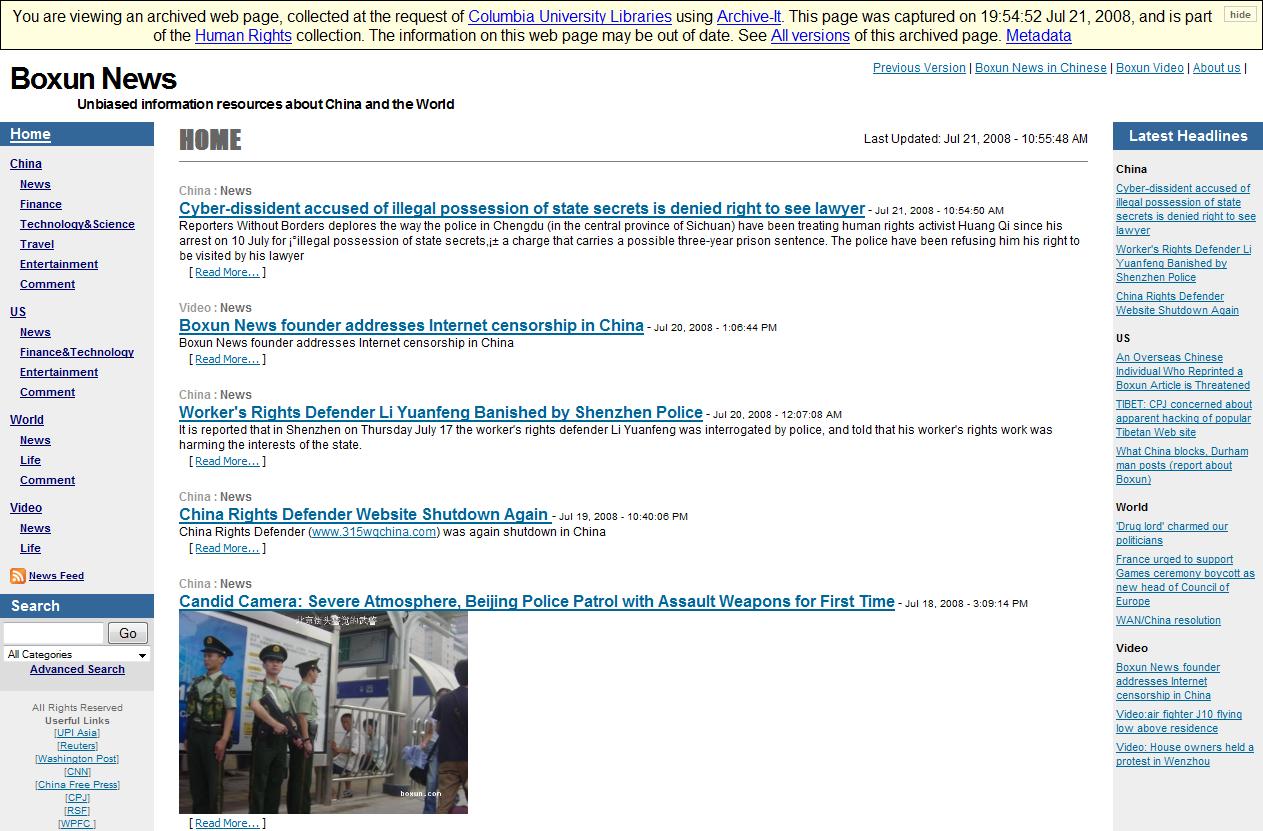 You are viewing an archived web page, collected at the request of Columbia University Libraries using Archive-It. This page was captured on 19:54:52 Jul 21, 2008, and is part
of the Human Rights collection. The information on this web page may be out of date. See All versions of this archived page. Metadata
hide
Boxun News
Unbiased information resources about China and the World
Previous Version | Boxun News in Chinese | Boxun Video | About us |
Home
China
News
Finance
Technology&Science
Travel
Entertainment
Comment
US
News
Finance&Technology
Entertainment
Comment
World
News
Life
Comment
Video
News
Life
News Feed
Search
Go
All Categories
Advanced Search
All Rights Reserved
Userful Links
[UPI Asia]
[Reuters]
[Washington Post]
[CNN]
[China Free Press]
[CPJ]
[RSF]
[WPFC ]
HOME
Last Updated: Jul 21, 2008 - 10:55:48 AM
China : News
Cyber-dissident accused of illegal possession of state secrets is denied right to see lawyer - Jul 21, 2008 - 10:54:50 AM
Reporters Without Borders deplores the way the police in Chengdu (in the central province of Sichuan) have been treating human rights activist Huang Qi since his
arrest on 10 July for ¡°illegal possession of state secrets,¡± a charge that carries a possible three-year prison sentence. The police have been refusing him his right to
be visited by his lawyer
[ Read More... ]
Video : News
Boxun News founder addresses Internet censorship in China - Jul 20, 2008 - 1:06:44 PM
Boxun News founder addresses Internet censorship in China
[ Read More... ]
China : News
Worker's Rights Defender Li Yuanfeng Banished by Shenzhen Police - Jul 20, 2008 - 12:07:08 AM
It is reported that in Shenzhen on Thursday July 17 the worker's rights defender Li Yuanfeng was interrogated by police, and told that his worker's rights work was
harming the interests of the state.
[ Read More... ]
China : News
China Rights Defender Website Shutdown Again - Jul 19, 2008 - 10:40:06 PM
China Rights Defender (www.315wqchina.com) was again shutdown in China
[ Read More... ]
China : News
Candid Camera: Severe Atmosphere, Beijing Police Patrol with Assault Weapons for First Time - Jul 18, 2008 - 3:09:14 PM
北京街头警觉的武警
boxun.com
[ Read More... ]
Latest Headlines
China
Cyber-dissident accused of
illegal possession of state
secrets is denied right to see
lawyer
Worker's Rights Defender Li
Yuanfeng Banished by
Shenzhen Police
China Rights Defender
Website Shutdown Again
US
An Overseas Chinese
Individual Who Reprinted a
Boxun Article is Threatened
TIBET: CPJ concerned about
apparent hacking of popular
Tibetan Web site
What China blocks, Durham
man posts (report about
Boxun)
World
'Drug lord' charmed our
politicians
France urged to support
Games ceremony boycott as
new head of Council of
Europe
WAN/China resolution
Video
Boxun News founder
addresses Internet
censorship in China
Video:air fighter J10 flying
low above residence
Video: House owners held a
protest in Wenzhou